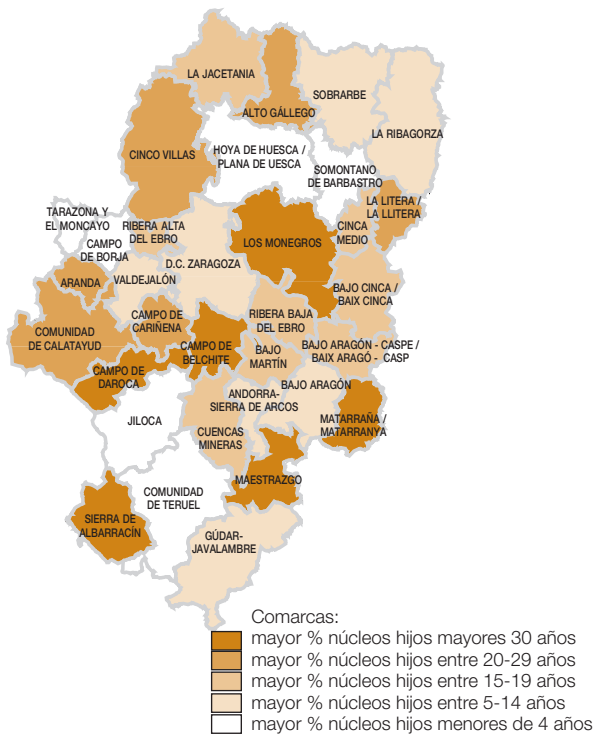 LA JACETANIA
ALTO GÁLLEGO
SOBRARBE
LA RIBAGORZA
CINCO VILLAS
HOYA DE HUESCA /
PLANA DE UESCA
SOMONTANO
DE BARBASTRO
LA LITERA /
LA LLITERA
TARAZONA Y
EL MONCAYO
RIBERA ALTA
DEL EBRO
CINCA
MEDIO
LOS MONEGROS
CAMPO
DE BORJA
D.C. ZARAGOZA
ARANDA
VALDEJALÓN
BAJO CINCA /
BAIX CINCA
COMUNIDAD
DE CALATAYUD
CAMPO DE
CARIÑENA
RIBERA BAJA
DEL EBRO
CAMPO DE
BELCHITE
BAJO
MARTÍN
BAJO ARAGÓN - CASPE /
BAIX ARAGÓ - CASP
CAMPO DE
DAROCA
ANDORRA-
SIERRA DE ARCOS
BAJO ARAGÓN
JILOCA
CUENCAS
MINERAS
MATARRAÑA /
MATARRANYA
MAESTRAZGO
COMUNIDAD
DE TERUEL
SIERRA DE
ALBARRACÍN
GÚDAR-
JAVALAMBRE
Comarcas:
mayor % núcleos hijos mayores 30 años
mayor % núcleos hijos entre 20-29 años
mayor % núcleos hijos entre 15-19 años
mayor % núcleos hijos entre 5-14 años
mayor % núcleos hijos menores de 4 años